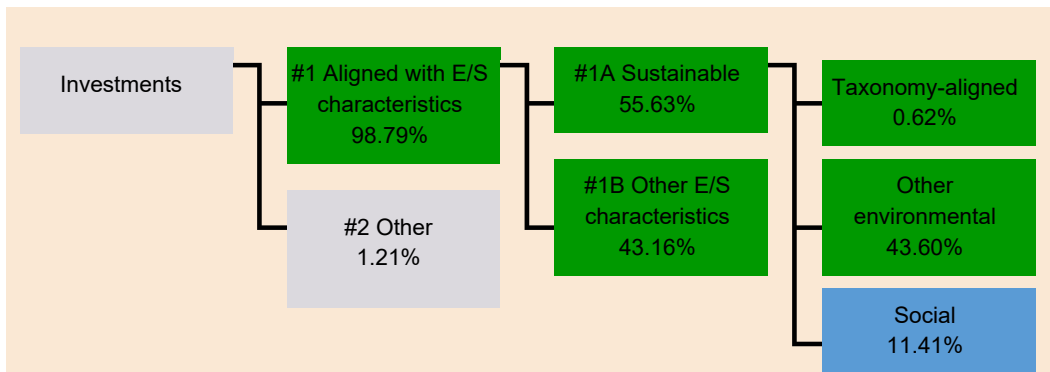 Investments
#1 Aligned with E/S
characteristics
98.79%
#2 Other
1.21%
#1A Sustainable
55.63%
#1B Other E/S
characteristics
43.16%
Taxonomy-aligned
0.62%
Other
environmental
43.60%
Social
11.41%